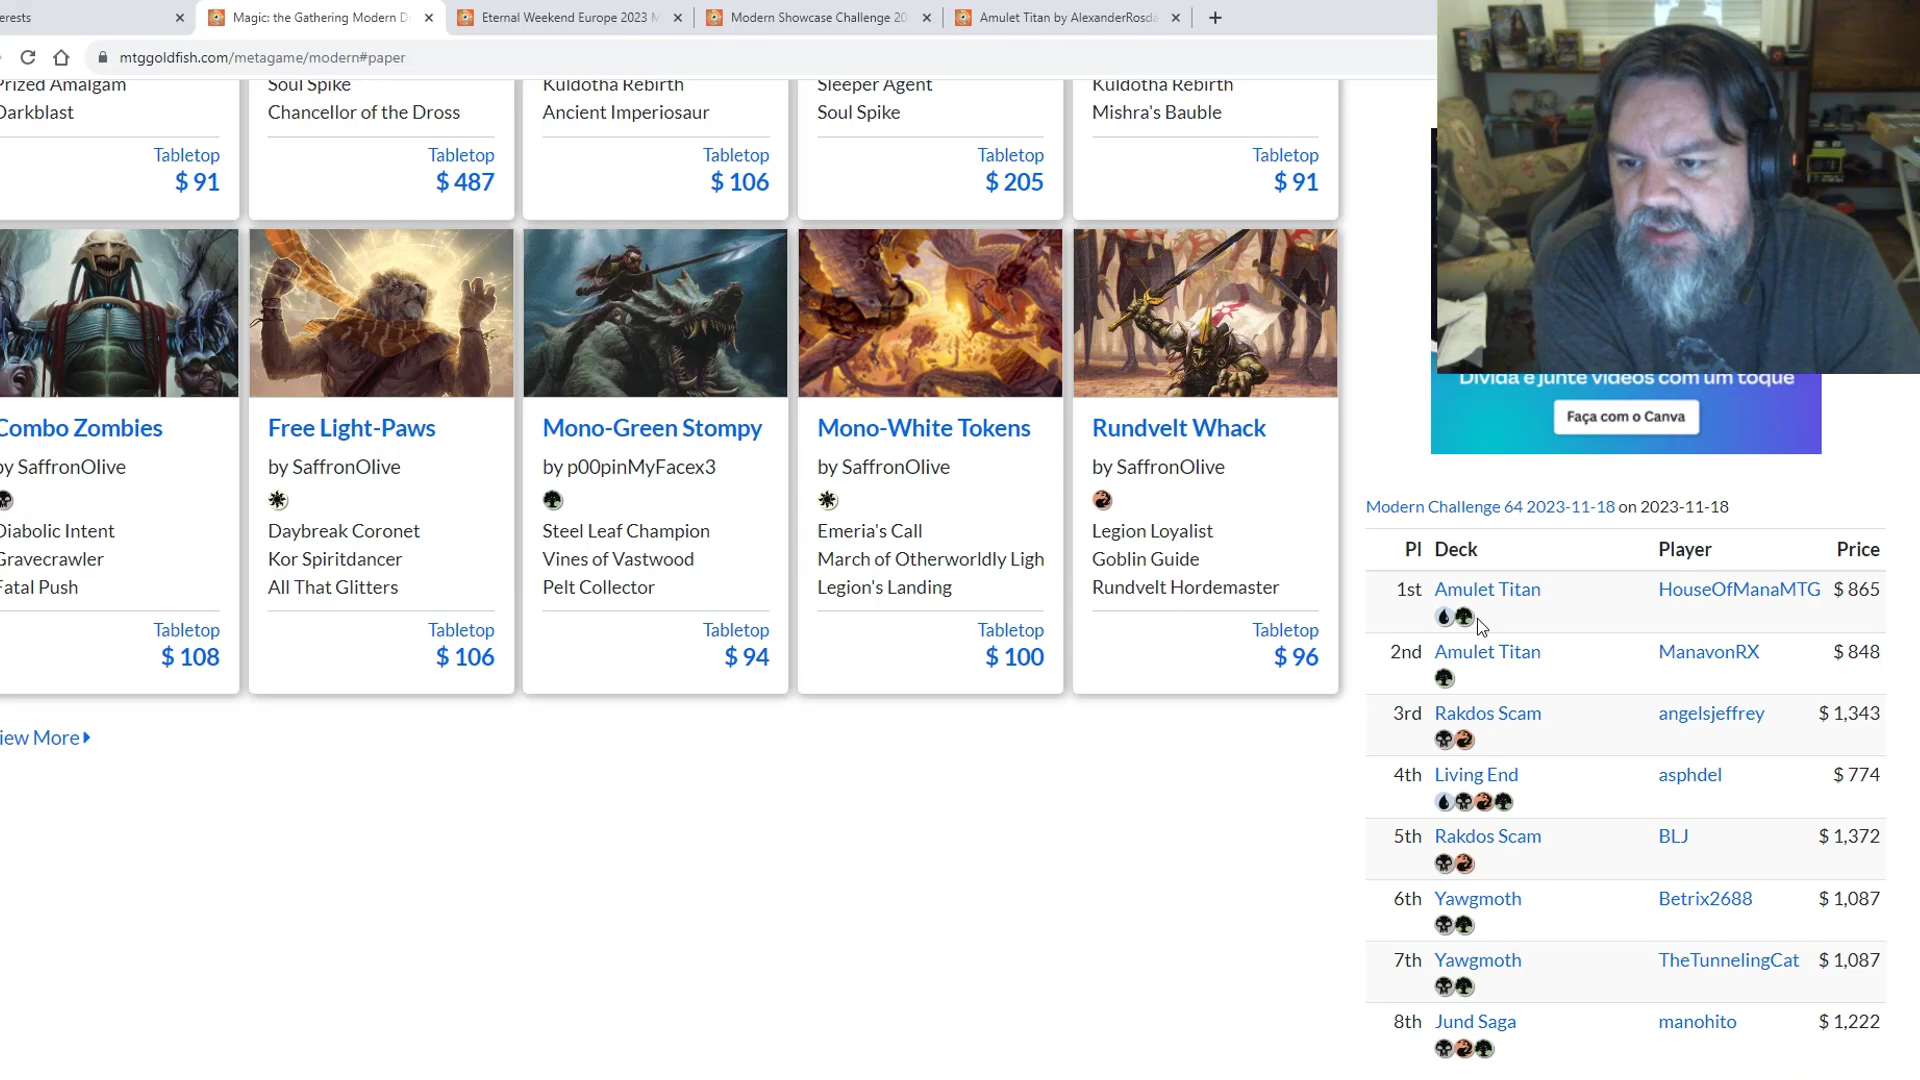 erests
Magic: the Gathering Modern D
Eternal Weekend Europe 2023 M
Modern Showcase Challenge 20
Amulet Titan by AlexanderRosda
mtggoldfish.com/metagame/modern#paper
Prized Amalgam
Darkblast
Tabletop
$ 91
Soul Spike
Chancellor of the Dross
Tabletop
$ 487
Kuldotha Rebirth
Ancient Imperiosaur
Tabletop
$ 106
Sleeper Agent
Soul Spike
Tabletop
$ 205
Kuldotha Rebirth
Mishra's Bauble
Tabletop
$ 91
Combo Zombies
by SaffronOlive
Diabolic Intent
Gravecrawler
Fatal Push
Tabletop
$ 108
Free Light-Paws
by SaffronOlive
Daybreak Coronet
Kor Spiritdancer
All That Glitters
Tabletop
$ 106
Mono-Green Stompy
by p00pinMyFacex3
Steel Leaf Champion
Vines of Vastwood
Pelt Collector
Tabletop
$ 94
Mono-White Tokens
by SaffronOlive
Emeria's Call
March of Otherworldly Ligh
Legion's Landing
Tabletop
$ 100
Rundvelt Whack
by SaffronOlive
Legion Loyalist
Goblin Guide
Rundvelt Hordemaster
Tabletop
$ 96
iew More
Divida e junte vídeos com um toque
Faça com o Canva
Modern Challenge 64 2023-11-18 on 2023-11-18
Pl Deck Player Price
1st Amulet Titan HouseOfManaMTG $ 865
2nd Amulet Titan ManavonRX $ 848
3rd Rakdos Scam angelsjeffrey $ 1,343
4th Living End asphdel $ 774
5th Rakdos Scam BLJ $ 1,372
6th Yawgmoth Betrix2688 $ 1,087
7th Yawgmoth TheTunnelingCat $ 1,087
8th Jund Saga manohito $ 1,222